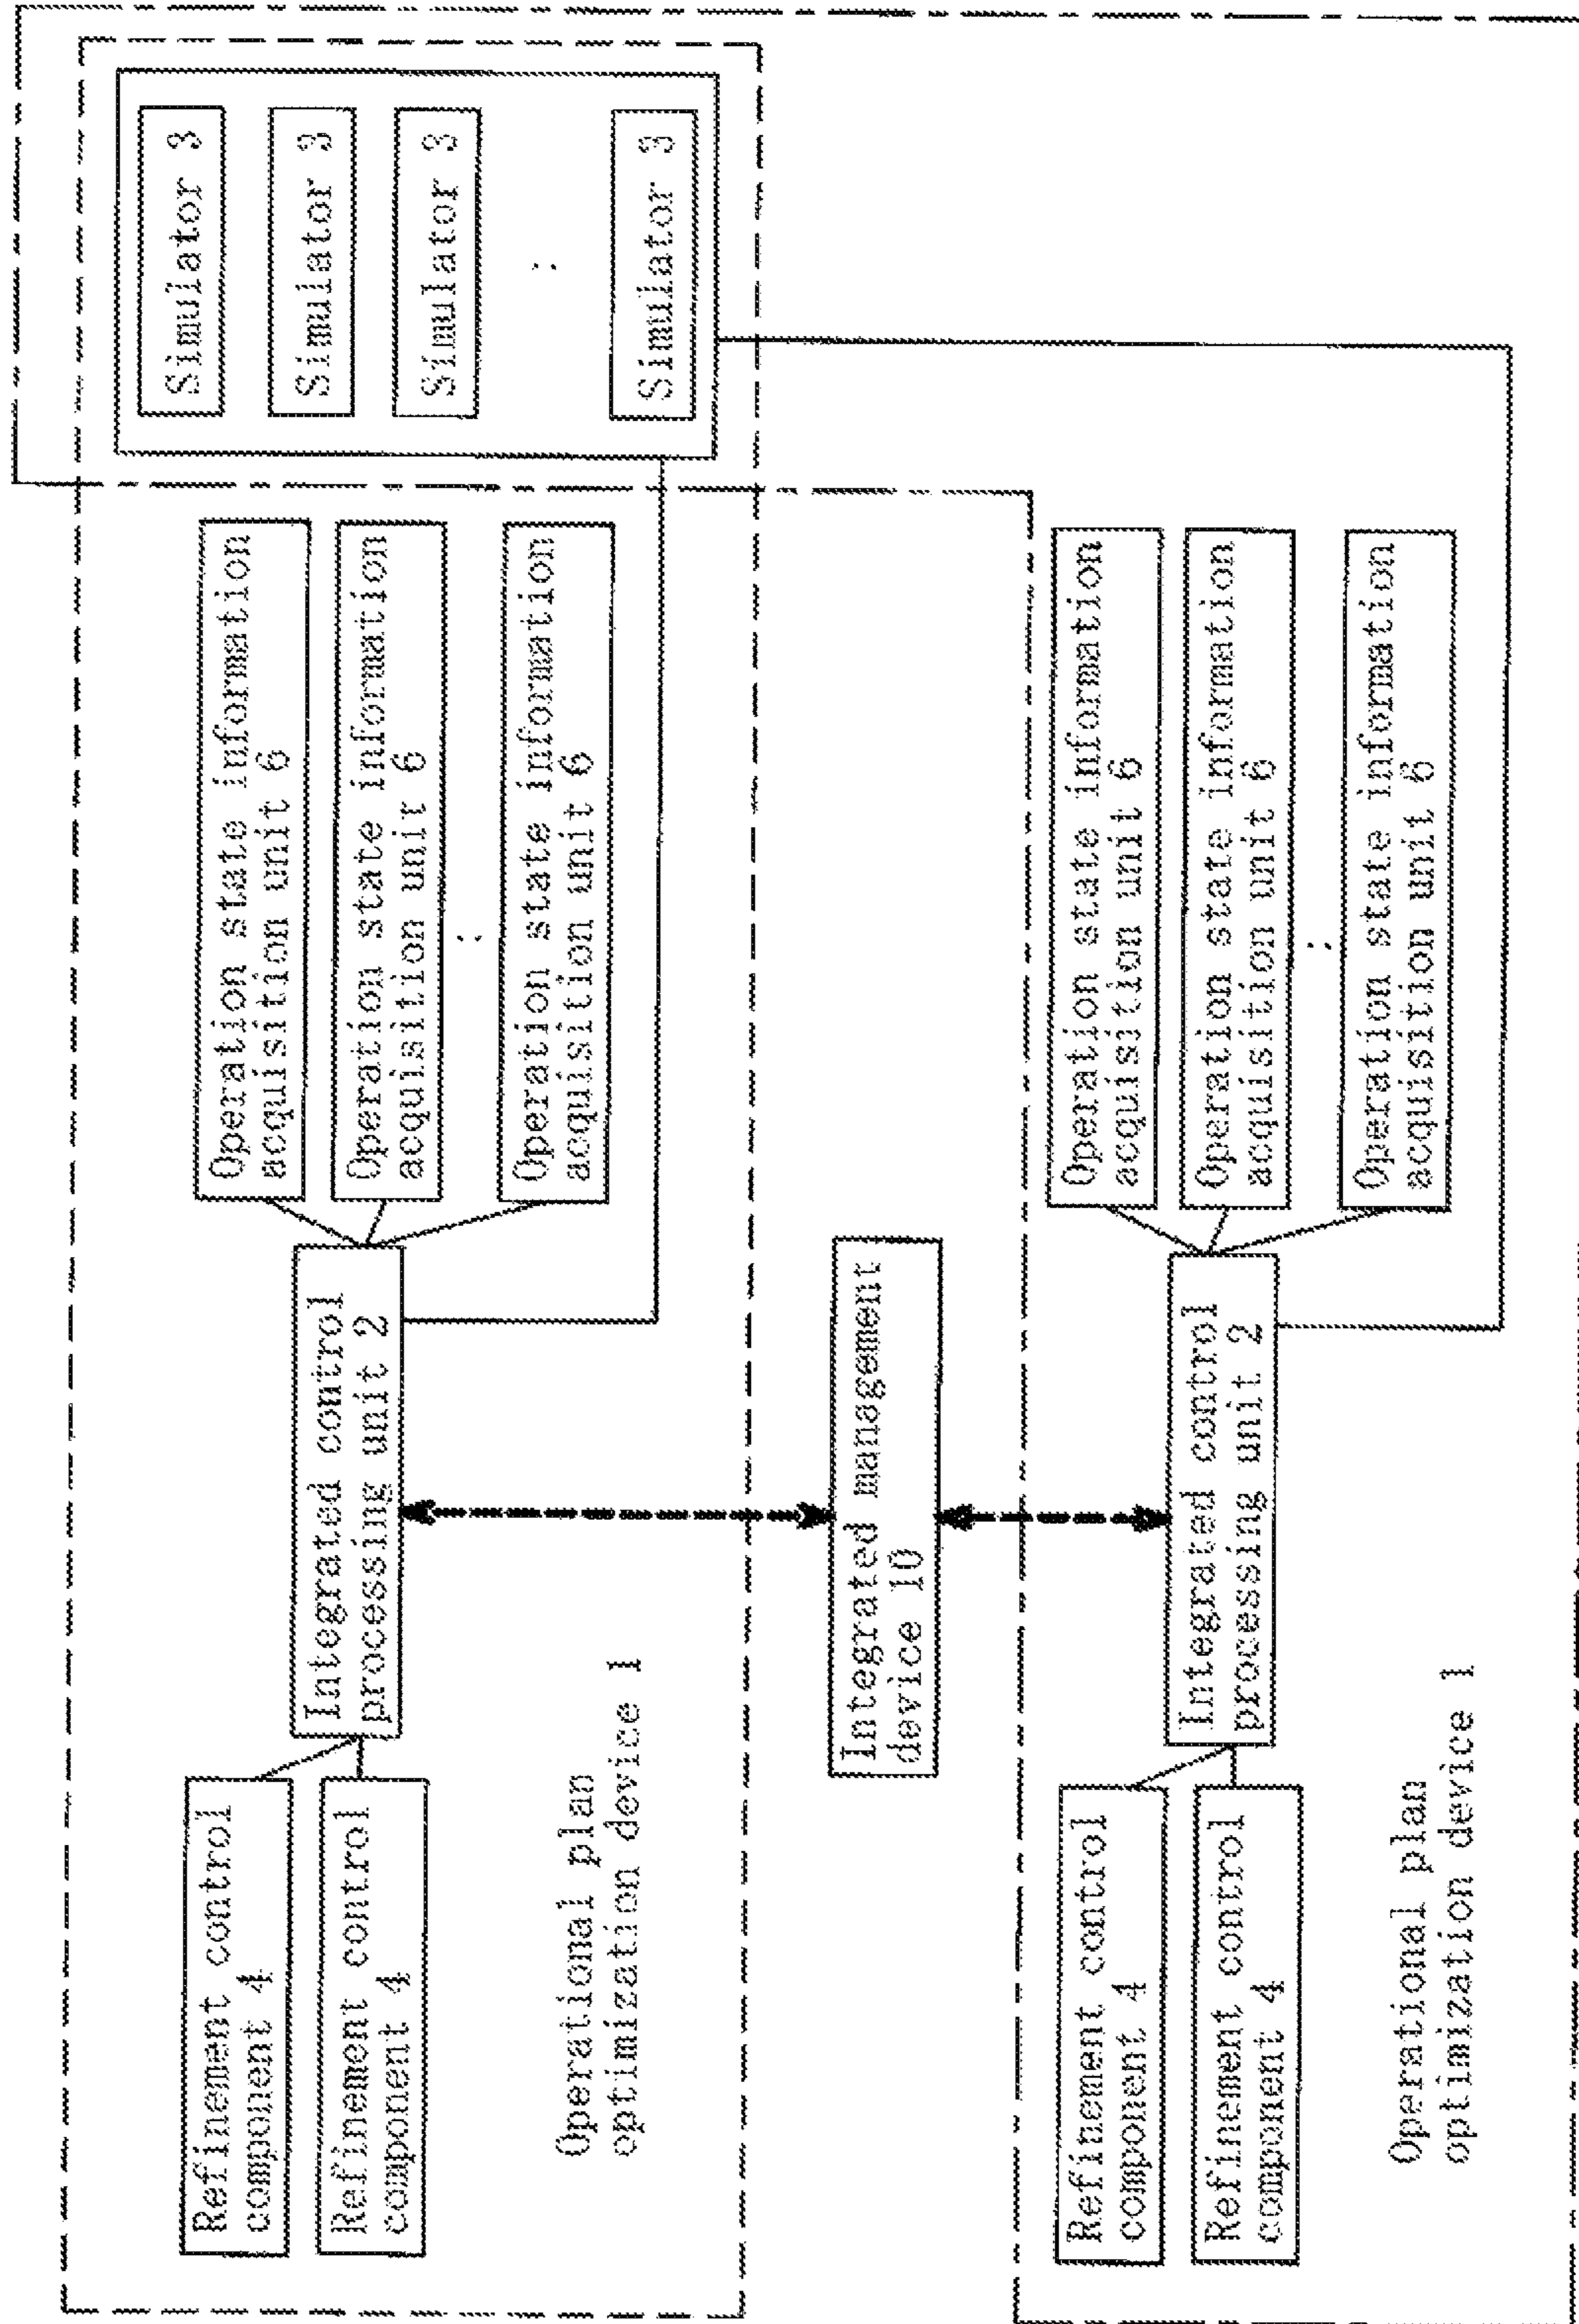 Refinement control
component 4
Refinement control
component 4
Integrated control
processing unit 2
Operation state information
acquisition unit 6
Operation state information
acquisition unit 6
:
Operation state information
acquisition unit 6
Simulator 3
Simulator 3
Simulator 3
:
Simulator 3
Operational plan
optimization device 1
Integrated management
device 10
Refinement control
component 4
Refinement control
component 4
Integrated control
processing unit 2
Operation state information
acquisition unit 6
Operation state information
acquisition unit 6
:
Operation state information
acquisition unit 6
Operational plan
optimization device 1